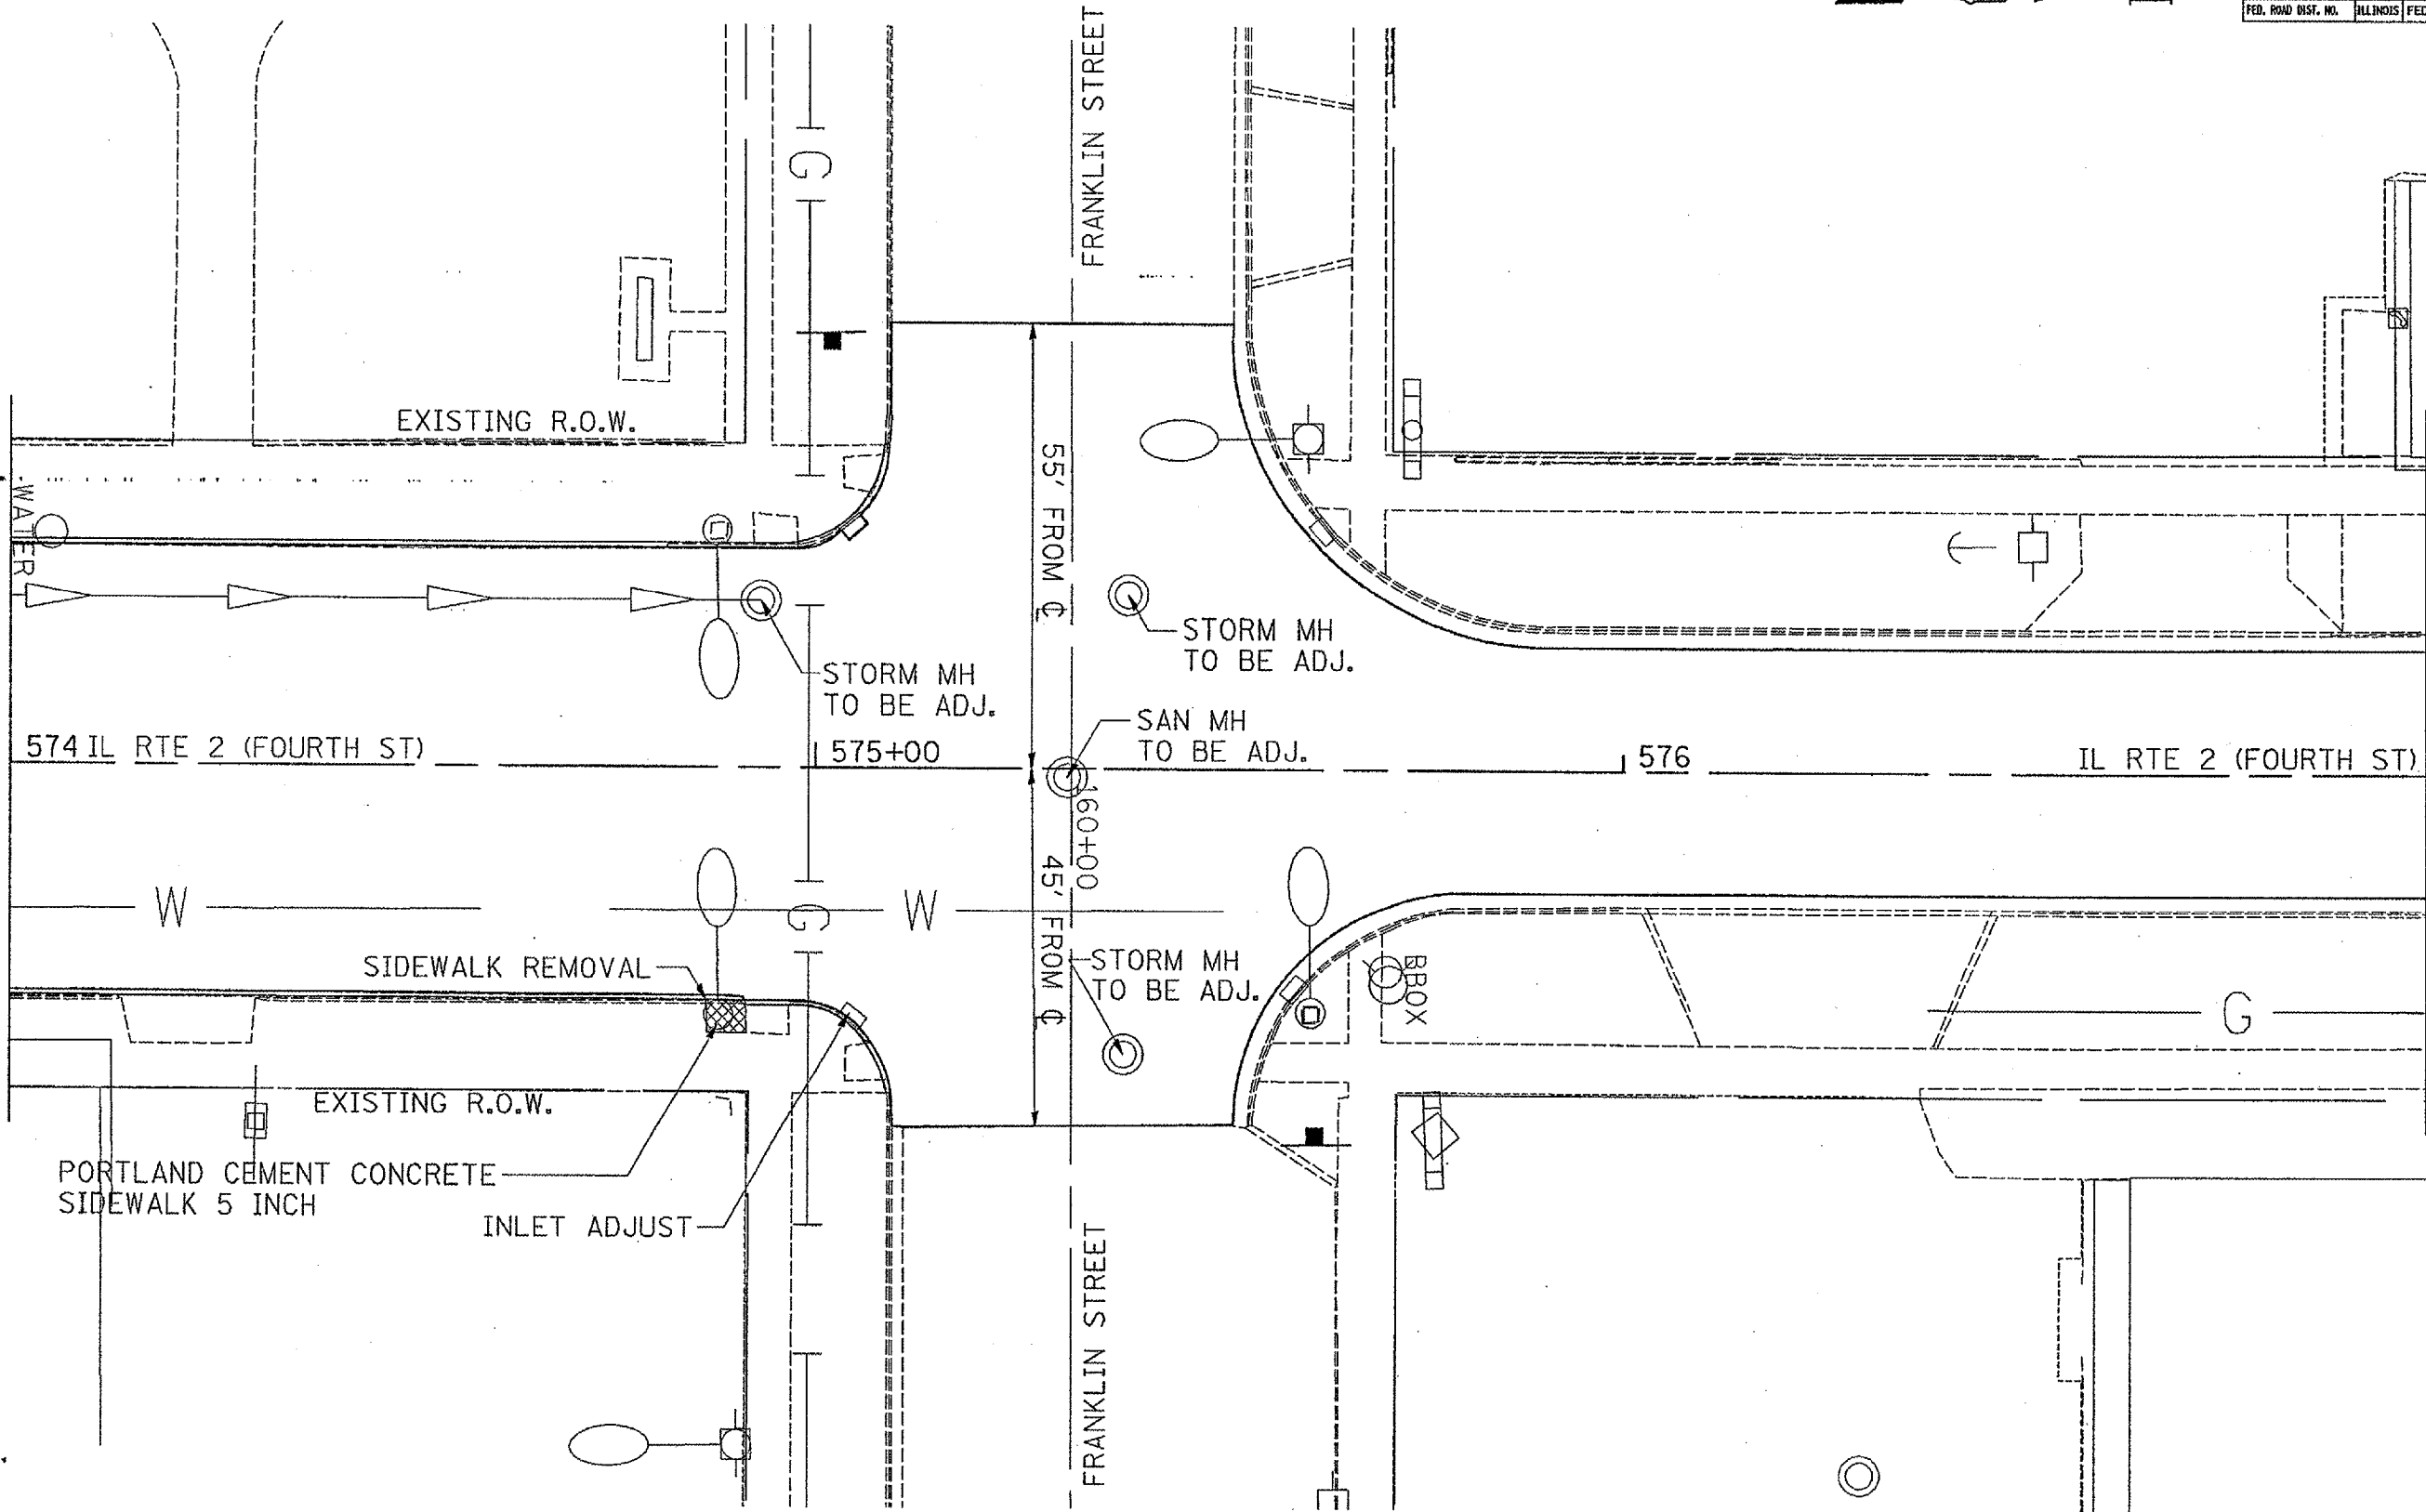 FED. ROAD DIST. NO. ILLINOIS FED
FRANKLIN STREET
G
EXISTING R.O.W.
WATER
55' FROM ℄
STORM MH
TO BE ADJ.
STORM MH
TO BE ADJ.
SAN MH
TO BE ADJ.
574 IL RTE 2 (FOURTH ST)
575+00
576
IL RTE 2 (FOURTH ST)
160+00
45' FROM ℄
W
G
W
SIDEWALK REMOVAL
STORM MH
TO BE ADJ.
BBOX
G
EXISTING R.O.W.
PORTLAND CEMENT CONCRETE
SIDEWALK 5 INCH
INLET ADJUST
FRANKLIN STREET